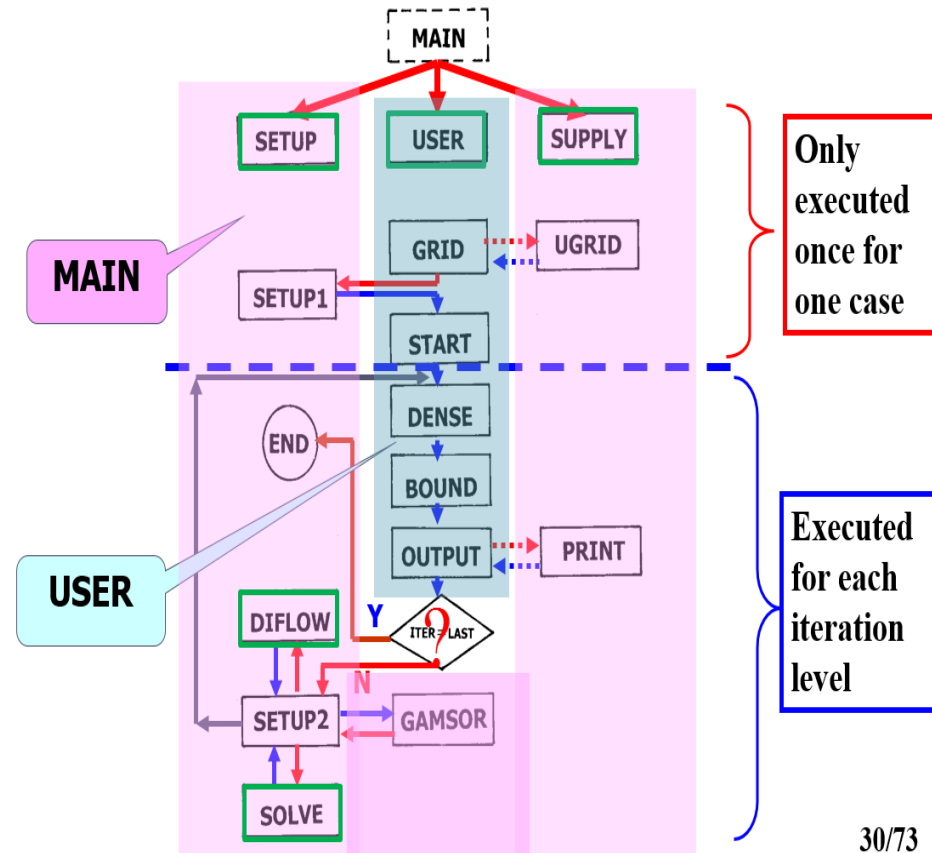 MAIN
SETUP
USER
SUPPLY
Only
executed
once for
one case
MAIN
GRID
UGRID
SETUP1
START
DENSE
END
BOUND
USER
OUTPUT
PRINT
Executed
for each
iteration
level
Y
ITER=LAST
?
DIFLOW
N
SETUP2
GAMSOR
SOLVE
30/73